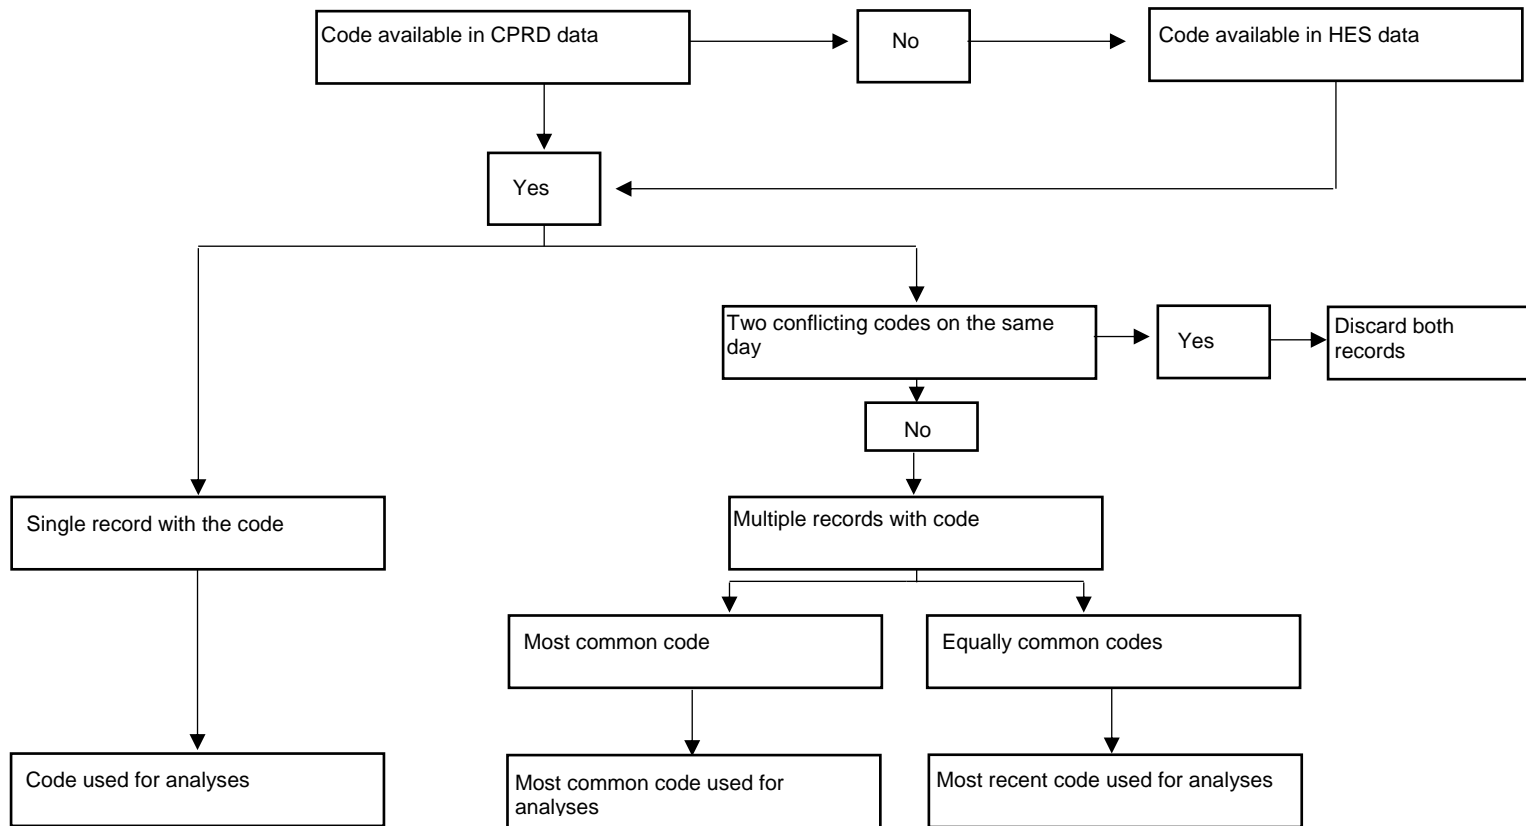 Code available in CPRD data
No
Code available in HES data
Yes
Two conflicting codes on the same
day
Yes
Discard both
records
No
Single record with the code
Multiple records with code
Most common code
Equally common codes
Code used for analyses
Most common code used for
analyses
Most recent code used for analyses